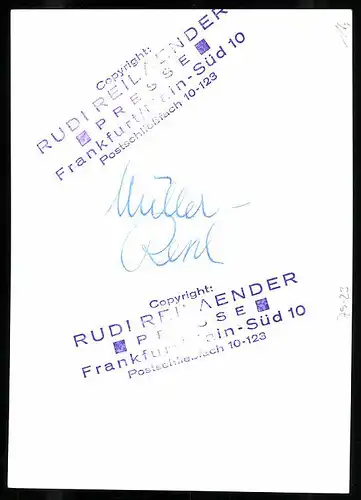 Copyright:
RUDI REILAENDER
PRESSE
Frankfurt/Main-Süd 10
Postschließfach 10-123
Müller-
Copyright:
RUDI REILAENDER
PRESSE
Frankfurt/Main-Süd 10
Postschließfach 10-123